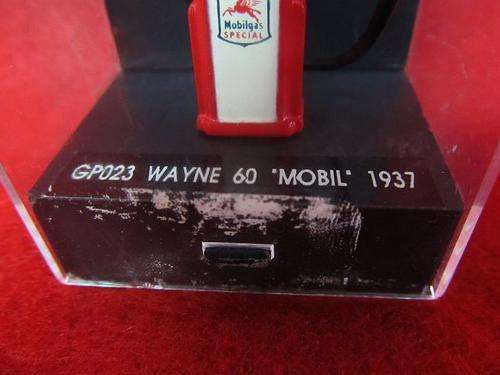 Mobilgas
SPECIAL
GP023 WAYNE 60 "MOBIL" 1937